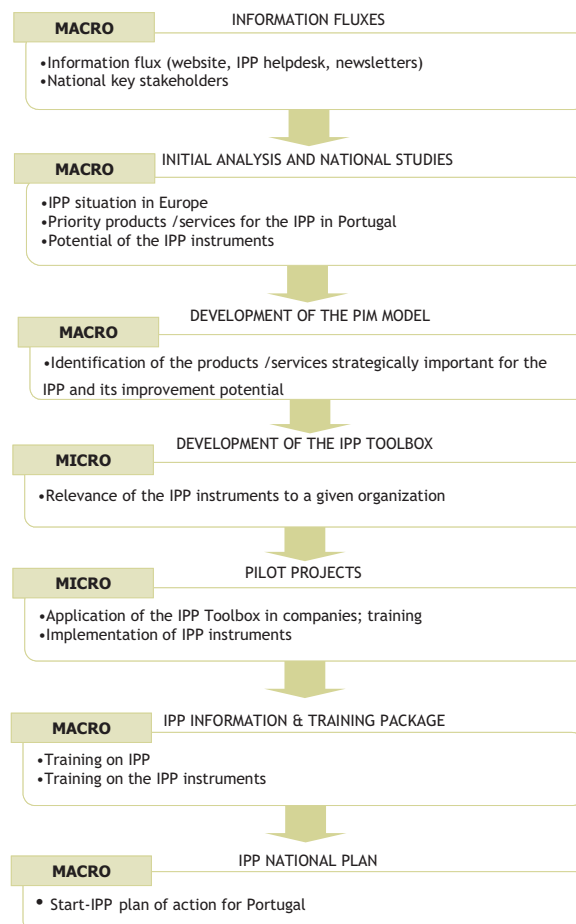 INFORMATION FLUXES
MACRO
•Information flux (website, IPP helpdesk, newsletters)
•National key stakeholders
INITIAL ANALYSIS AND NATIONAL STUDIES
MACRO
•IPP situation in Europe
•Priority products /services for the IPP in Portugal
•Potential of the IPP instruments
DEVELOPMENT OF THE PIM MODEL
MACRO
•Identification of the products /services strategically important for the
IPP and its improvement potential
DEVELOPMENT OF THE IPP TOOLBOX
MICRO
•Relevance of the IPP instruments to a given organization
PILOT PROJECTS
MICRO
•Application of the IPP Toolbox in companies; training
•Implementation of IPP instruments
IPP INFORMATION & TRAINING PACKAGE
MACRO
•Training on IPP
•Training on the IPP instruments
IPP NATIONAL PLAN
MACRO
• Start-IPP plan of action for Portugal